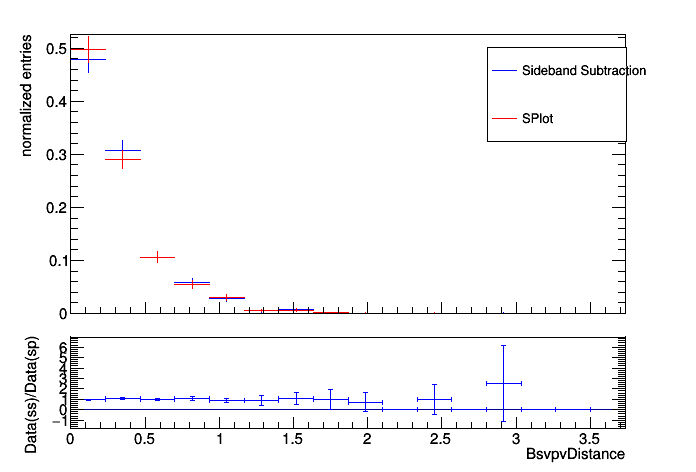 normalized entries
0.5
0.4
0.3
0.2
0.1
0
Sideband Subtraction
SPlot
Data(ss)/Data(sp)
6
5
4
3
2
1
0
−1
0 0.5 1 1.5 2 2.5 3 3.5
BsvpvDistance